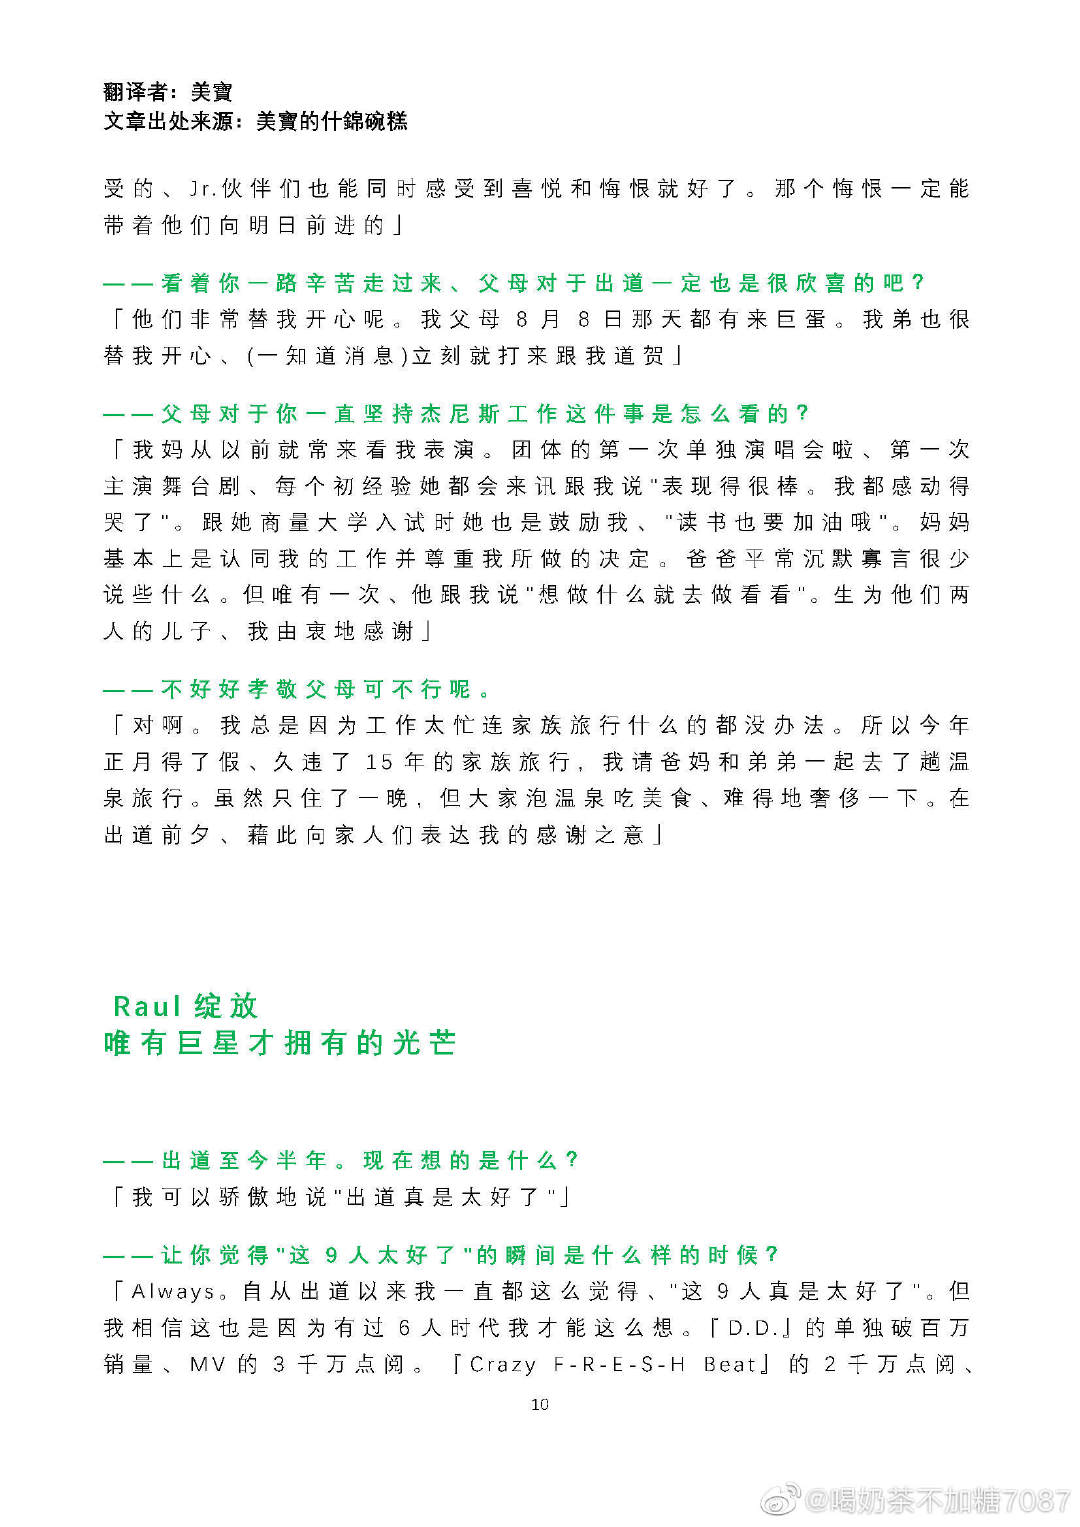 翻译者：美寶
文章出处来源：美寶的什錦碗糕
受的、Jr.伙伴们也能同时感受到喜悦和悔恨就好了。那个悔恨一定能
带着他们向明日前进的」
——看着你一路辛苦走过来、父母对于出道一定也是很欣喜的吧？
「他们非常替我开心呢。我父母 8 月 8 日那天都有来巨蛋。我弟也很
替我开心、(一知道消息)立刻就打来跟我道贺」
——父母对于你一直坚持杰尼斯工作这件事是怎么看的？
「我妈从以前就常来看我表演。团体的第一次单独演唱会啦、第一次
主演舞台剧、每个初经验她都会来讯跟我说"表现得很棒。我都感动得
哭了"。跟她商量大学入试时她也是鼓励我、"读书也要加油哦"。妈妈
基本上是认同我的工作并尊重我所做的决定。爸爸平常沉默寡言很少
说些什么。但唯有一次、他跟我说"想做什么就去做看看"。生为他们两
人的儿子、我由衷地感谢」
——不好好孝敬父母可不行呢。
「对啊。我总是因为工作太忙连家族旅行什么的都没办法。所以今年
正月得了假、久违了 15 年的家族旅行，我请爸妈和弟弟一起去了趟温
泉旅行。虽然只住了一晚，但大家泡温泉吃美食、难得地奢侈一下。在
出道前夕、藉此向家人们表达我的感谢之意」
Raul 绽放
唯有巨星才拥有的光芒
——出道至今半年。现在想的是什么？
「我可以骄傲地说"出道真是太好了"」
——让你觉得"这 9 人太好了"的瞬间是什么样的时候？
「Always。自从出道以来我一直都这么觉得、"这 9 人真是太好了"。但
我相信这也是因为有过 6 人时代我才能这么想。『D.D.』的单独破百万
销量、MV 的 3 千万点阅。『Crazy F-R-E-S-H Beat』的 2 千万点阅、
10
@喝奶茶不加糖7087